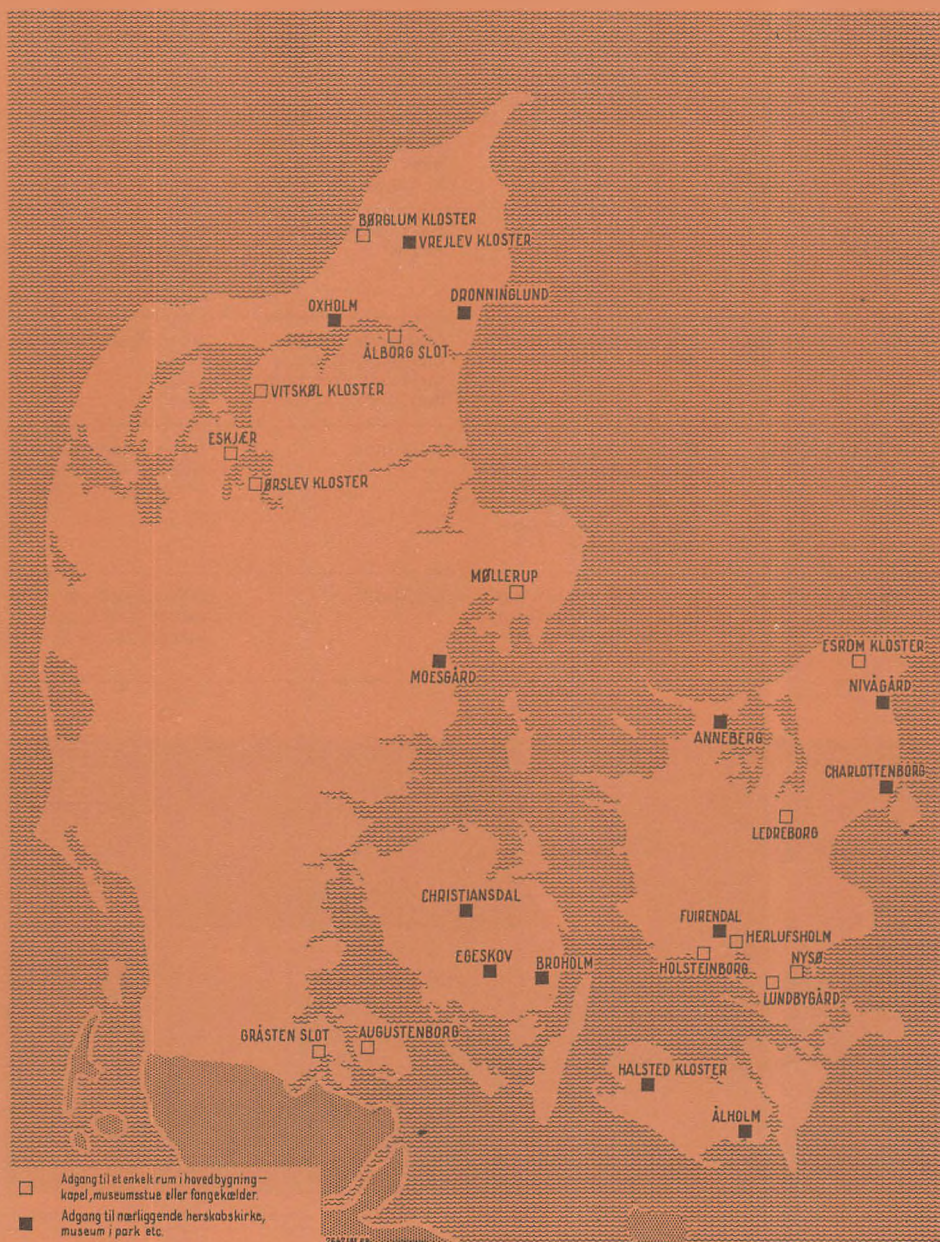 BØRGLUM KLOSTER
VREJLEV KLOSTER
DRONNINGLUND
OXHOLM
ÅLBORG SLOT
VITSKØL KLOSTER
ESKJÆR
ØRSLEV KLOSTER
MØLLERUP
ESROM KLOSTER
MOESGÅRD
NIVÅGÅRD
ANNEBERG
CHARLOTTENBORG
LEDREBORG
CHRISTIANSDAL
FUIRENDAL
HERLUFSHOLM
EGESKOV
BROHOLM
HOLSTEINBORG
NYSØ
LUNDBYGÅRD
GRÅSTEN SLOT
AUGUSTENBORG
HALSTED KLOSTER
ÅLHOLM
Adgang til et enkelt rum i hovedbygning—
kapel, museumsstue eller fangekælder.
Adgang til nærliggende herskabskirke,
museum i park etc.